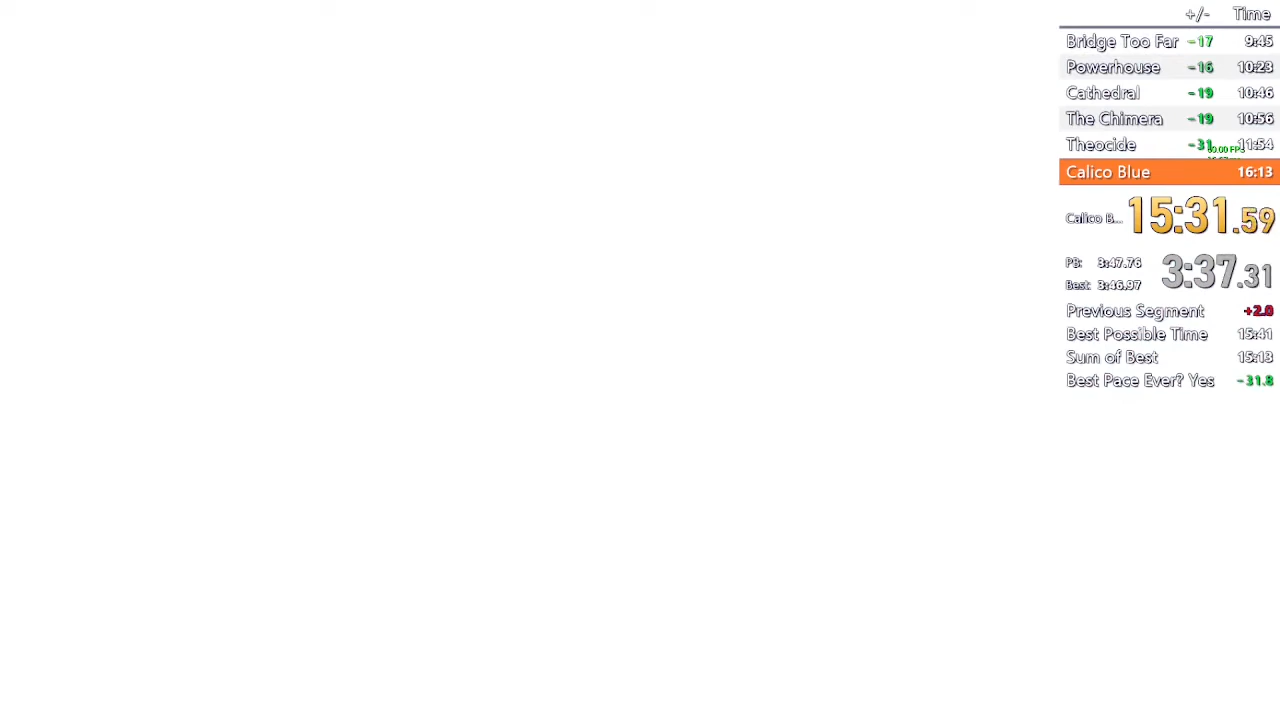 +/- Time
Bridge Too Far -17 9:45
Powerhouse -16 10:23
Cathedral -19 10:46
The Chimera -19 10:56
Theocide -31 11:54
60.00 FPS
Calico Blue 16:13
Calico B... 15:31.59
PB: 3:47.76 3:37.31
Best: 3:46.97
Previous Segment +2.0
Best Possible Time 15:41
Sum of Best 15:13
Best Pace Ever? Yes -31.8